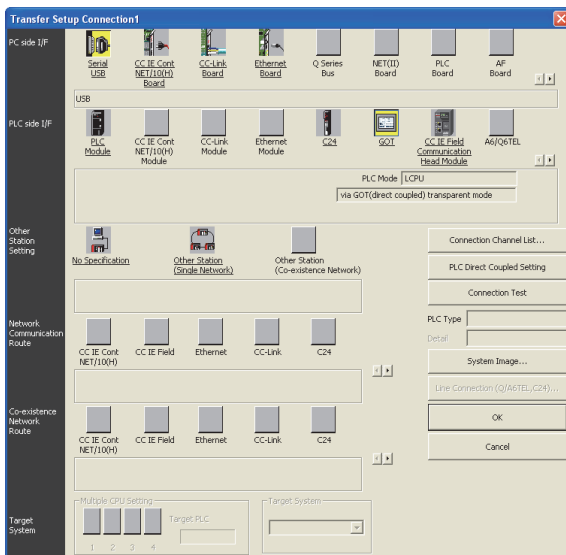 Transfer Setup Connection1
PC side I/F
Serial
USB
CC IE Cont
NET/10(H)
Board
CC-Link
Board
Ethernet
Board
Q Series
Bus
NET(II)
Board
PLC
Board
AF
Board
USB
PLC side I/F
PLC
Module
CC IE Cont
NET/10(H)
Module
CC-Link
Module
Ethernet
Module
C24
GOT
CC IE Field
Communication
Head Module
A6/Q6TEL
PLC Mode LCPU
via GOT(direct coupled) transparent mode
Other
Station
Setting
No Specification
Other Station
(Single Network)
Other Station
(Co-existence Network)
Connection Channel List...
PLC Direct Coupled Setting
Connection Test
PLC Type
Detail
System Image...
Line Connection (Q/A6TEL,C24)...
OK
Cancel
Network
Communication
Route
CC IE Cont
NET/10(H)
CC IE Field
Ethernet
CC-Link
C24
Co-existence
Network
Route
CC IE Cont
NET/10(H)
CC IE Field
Ethernet
CC-Link
C24
Target
System
Multiple CPU Setting
1 2 3 4
Target PLC
Target System